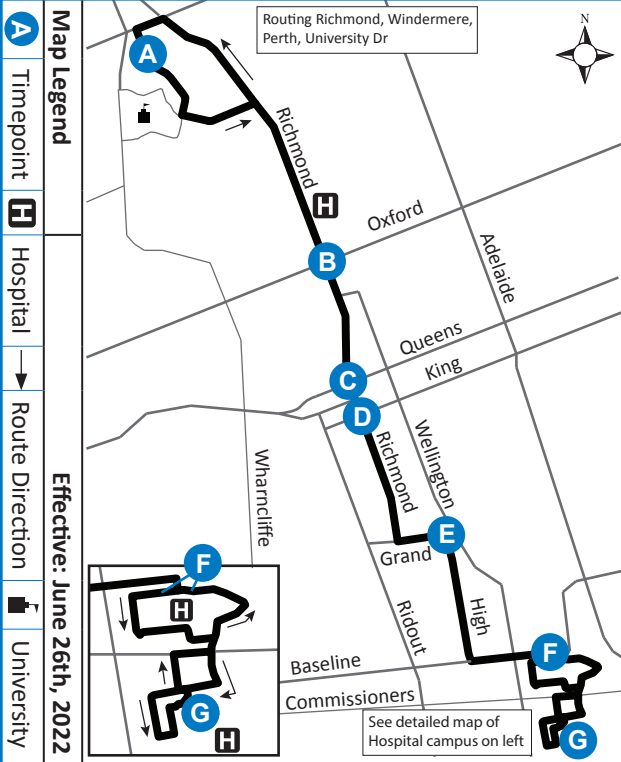 Map Legend
Effective: June 26th, 2022
A Timepoint H Hospital Route Direction University
Routing Richmond, Windermere,
Perth, University Dr
N
A
Richmond
H
Oxford
B
Adelaide
Queens
C
King
D
Richmond
Wellington
Wharncliffe
E
Grand
High
Ridout
F
Baseline
Commissioners
G
See detailed map of
Hospital campus on left
F
H
G
H